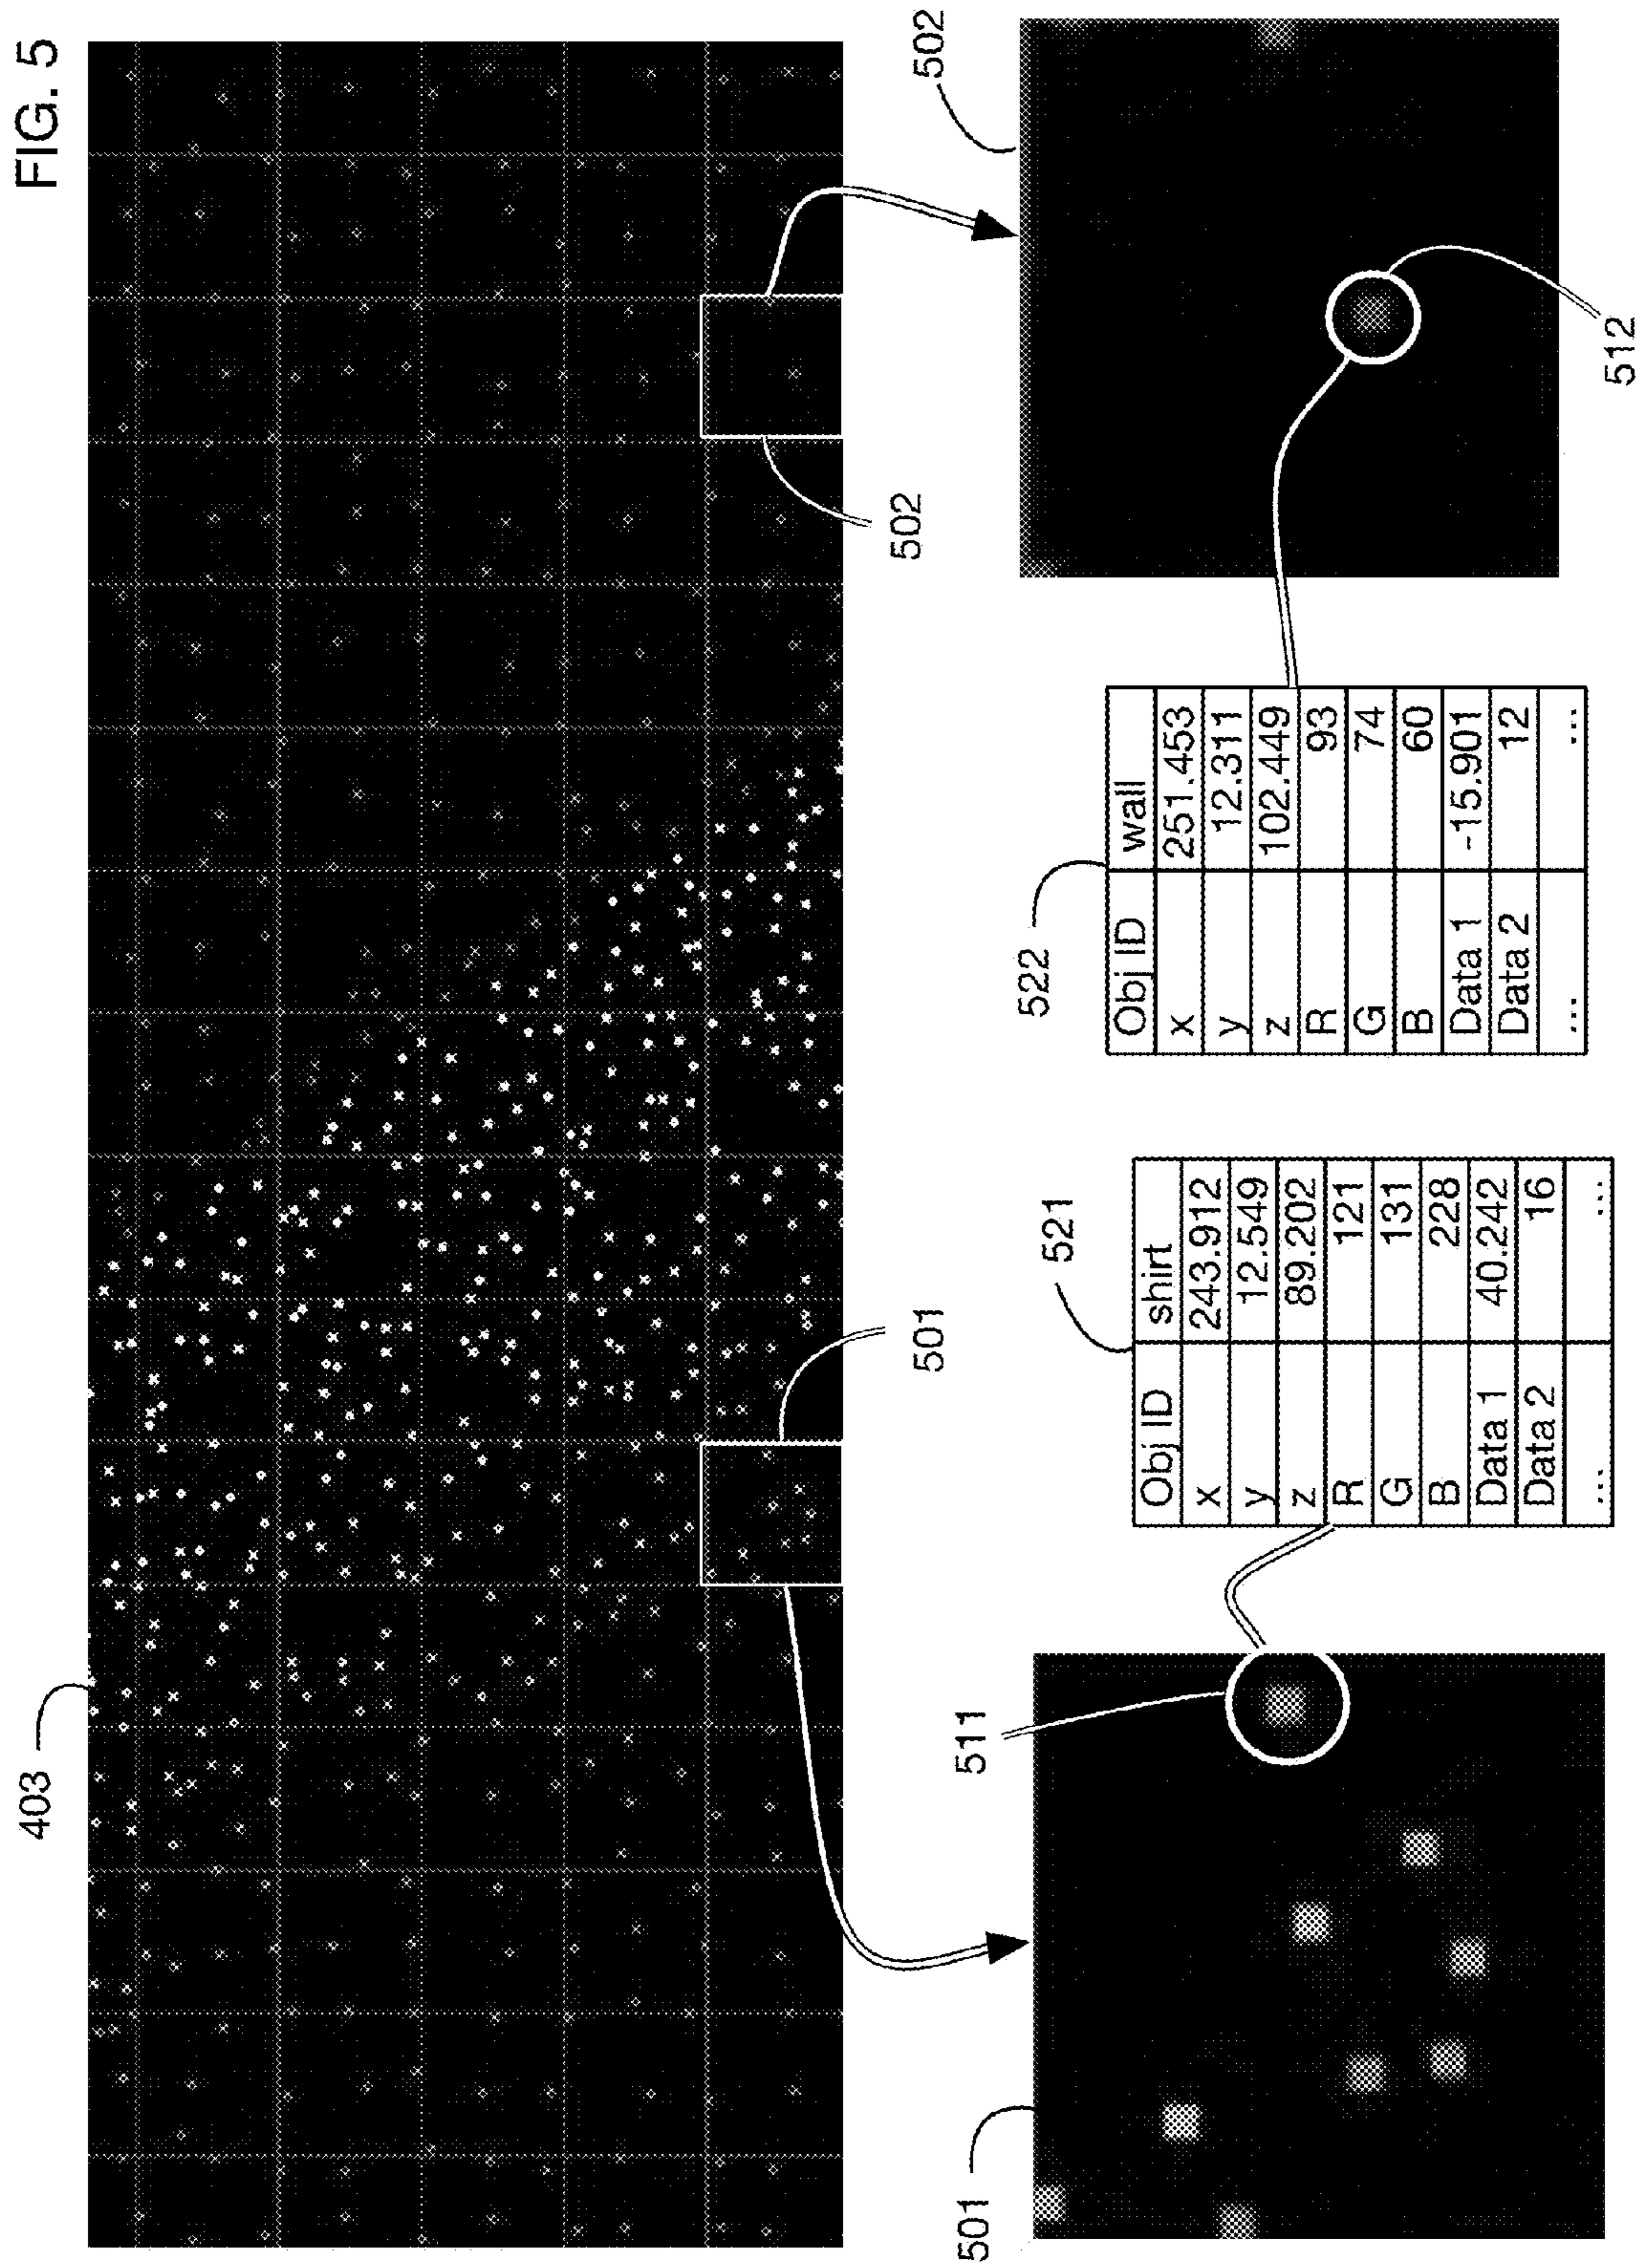 FIG. 5
403
501
502
501
511
521
522
502
512
Obj ID shirt
x 243.912
y 12.549
z 89.202
R 121
G 131
B 228
Data 1 40.242
Data 2 16
... ...
Obj ID wall
x 251.453
y 12.311
z 102.449
R 93
G 74
B 60
Data 1 -15.901
Data 2 12
... ...